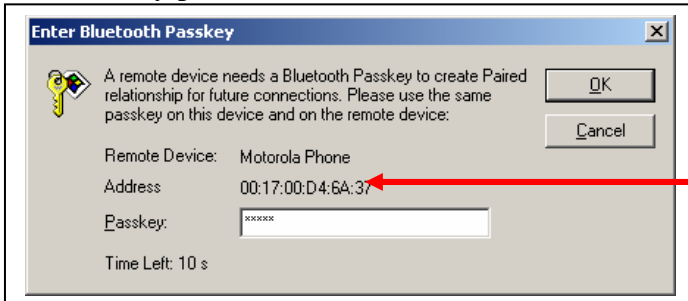 Enter Bluetooth Passkey
A remote device needs a Bluetooth Passkey to create Paired
relationship for future connections. Please use the same
passkey on this device and on the remote device:
OK
Cancel
Remote Device: Motorola Phone
Address 00:17:00:D4:6A:37
Passkey: *****
Time Left: 10 s